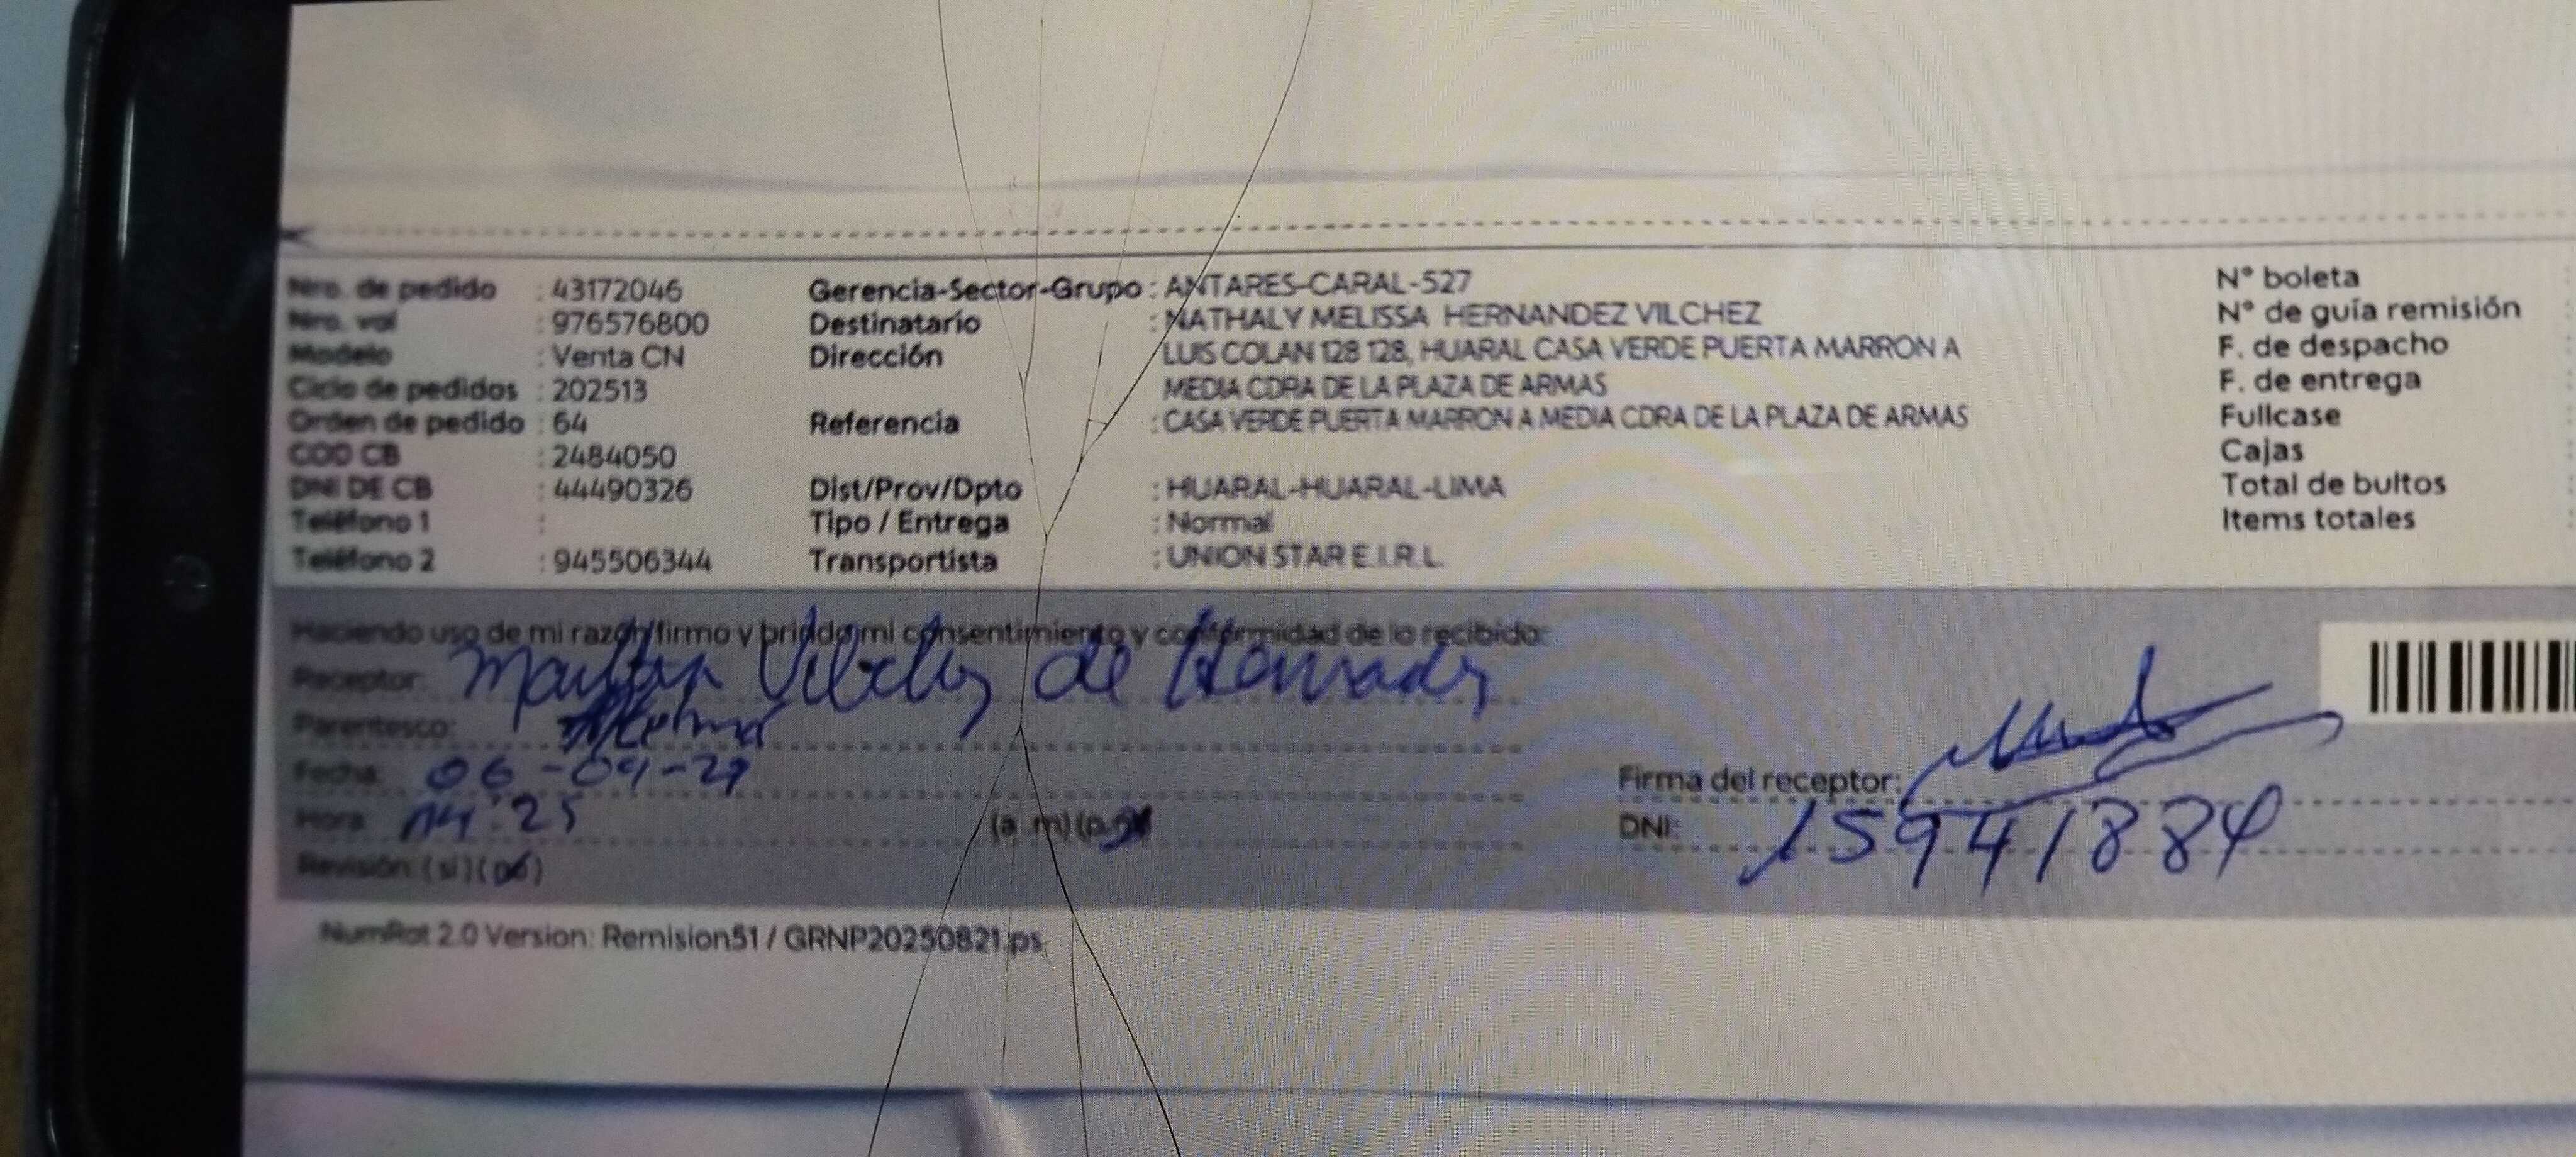 Nro. de pedido : 43172046 Gerencia-Sector-Grupo : ANTARES-CARAL-527 N° boleta
Nro. vol : 976576800 Destinatario : NATHALY MELISSA HERNANDEZ VILCHEZ N° de guía remisión
Modelo : Venta CN Dirección LUIS COLAN 128 128, HUARAL CASA VERDE PUERTA MARRON A F. de despacho
Ciclo de pedidos : 202513 MEDIA CDRA DE LA PLAZA DE ARMAS F. de entrega
Orden de pedido : 64 Referencia : CASA VERDE PUERTA MARRON A MEDIA CDRA DE LA PLAZA DE ARMAS Fullcase
COD CB : 2484050 Cajas
DNI DE CB : 44490326 Dist/Prov/Dpto : HUARAL-HUARAL-LIMA Total de bultos
Teléfono 1 : Tipo / Entrega : Normal Items totales
Teléfono 2 : 945506344 Transportista : UNION STAR E.I.R.L.
Haciendo uso de mi razón firmo y brindo mi consentimiento y conformidad de lo recibido:
Receptor: Vilchez de
Parentesco:
Fecha: 06-09-
Hora 14:25 (a. m) (p.
Firma del receptor:
DNI: 15941884
Revisión: (si) (no)
NumRot 2.0 Version: Remision51 / GRNP20250821.ps